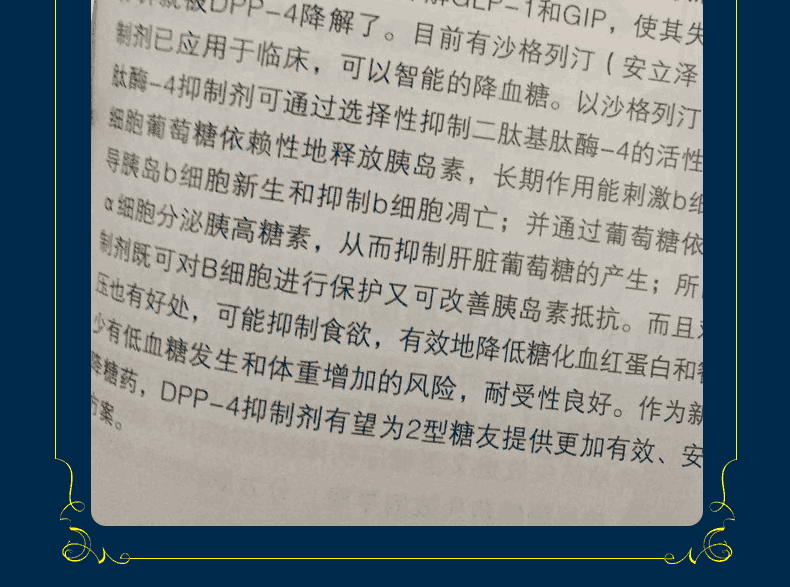 就被DPP-4降解了。目前有沙格列汀（安立泽
GLP-1和GIP，使其失
制剂已应用于临床，可以智能的降血糖。以沙格列汀
肽酶-4抑制剂可通过选择性抑制二肽基肽酶-4的活性
细胞葡萄糖依赖性地释放胰岛素，长期作用能刺激b细
导胰岛b细胞新生和抑制b细胞凋亡；并通过葡萄糖依
α细胞分泌胰高糖素，从而抑制肝脏葡萄糖的产生；所
制剂既可对B细胞进行保护又可改善胰岛素抵抗。而且对
压也有好处，可能抑制食欲，有效地降低糖化血红蛋白和
少有低血糖发生和体重增加的风险，耐受性良好。作为新
降糖药，DPP-4抑制剂有望为2型糖友提供更加有效、安
方案。